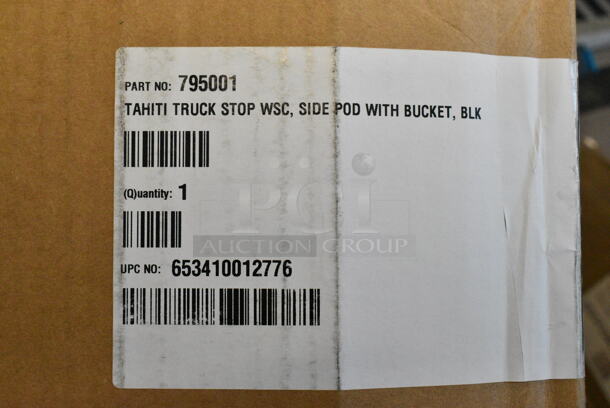 PART NO: 795001
TAHITI TRUCK STOP WSC, SIDE POD WITH BUCKET, BLK
(Q)uantity: 1
PCI
AUCTION GROUP
UPC NO: 653410012776